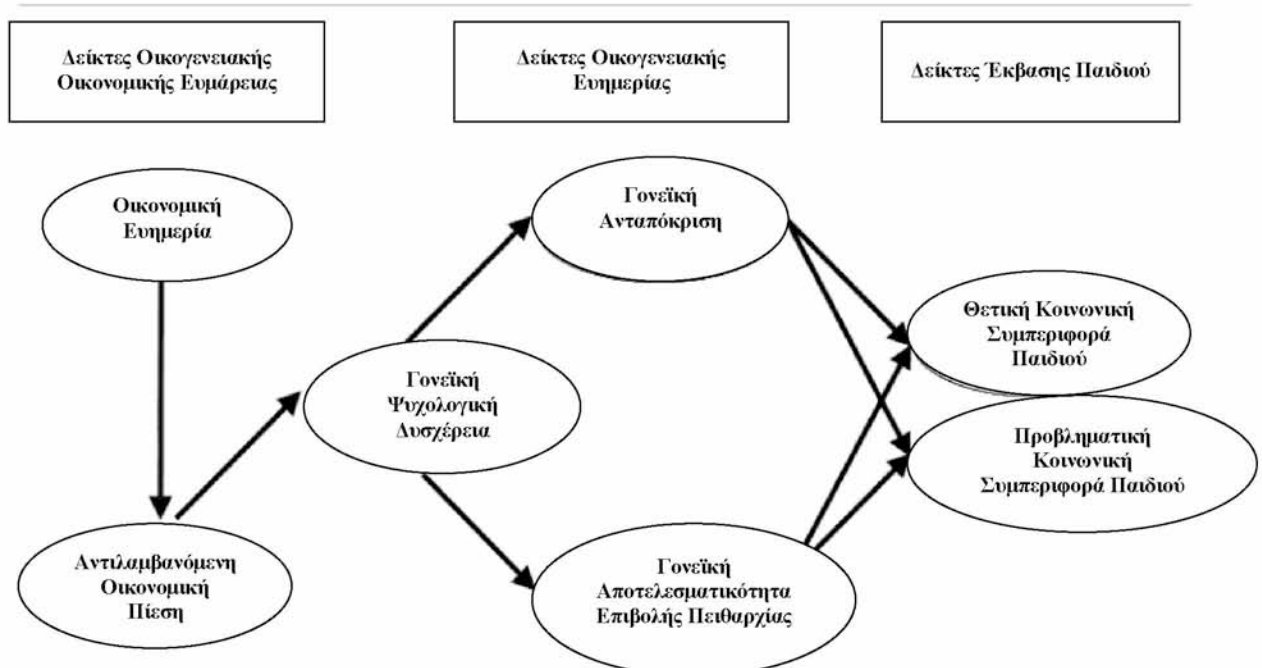 Δείκτες Οικογενειακής
Οικονομικής Ευμάρειας
Δείκτες Οικογενειακής
Ευημερίας
Δείκτες Έκβασης Παιδιού
Οικονομική
Ευημερία
Γονεϊκή
Ανταπόκριση
Θετική Κοινωνική
Συμπεριφορά
Παιδιού
Γονεϊκή
Ψυχολογική
Δυσχέρεια
Προβληματική
Κοινωνική
Συμπεριφορά Παιδιού
Αντιλαμβανόμενη
Οικονομική
Πίεση
Γονεϊκή
Αποτελεσματικότητα
Επιβολής Πειθαρχίας